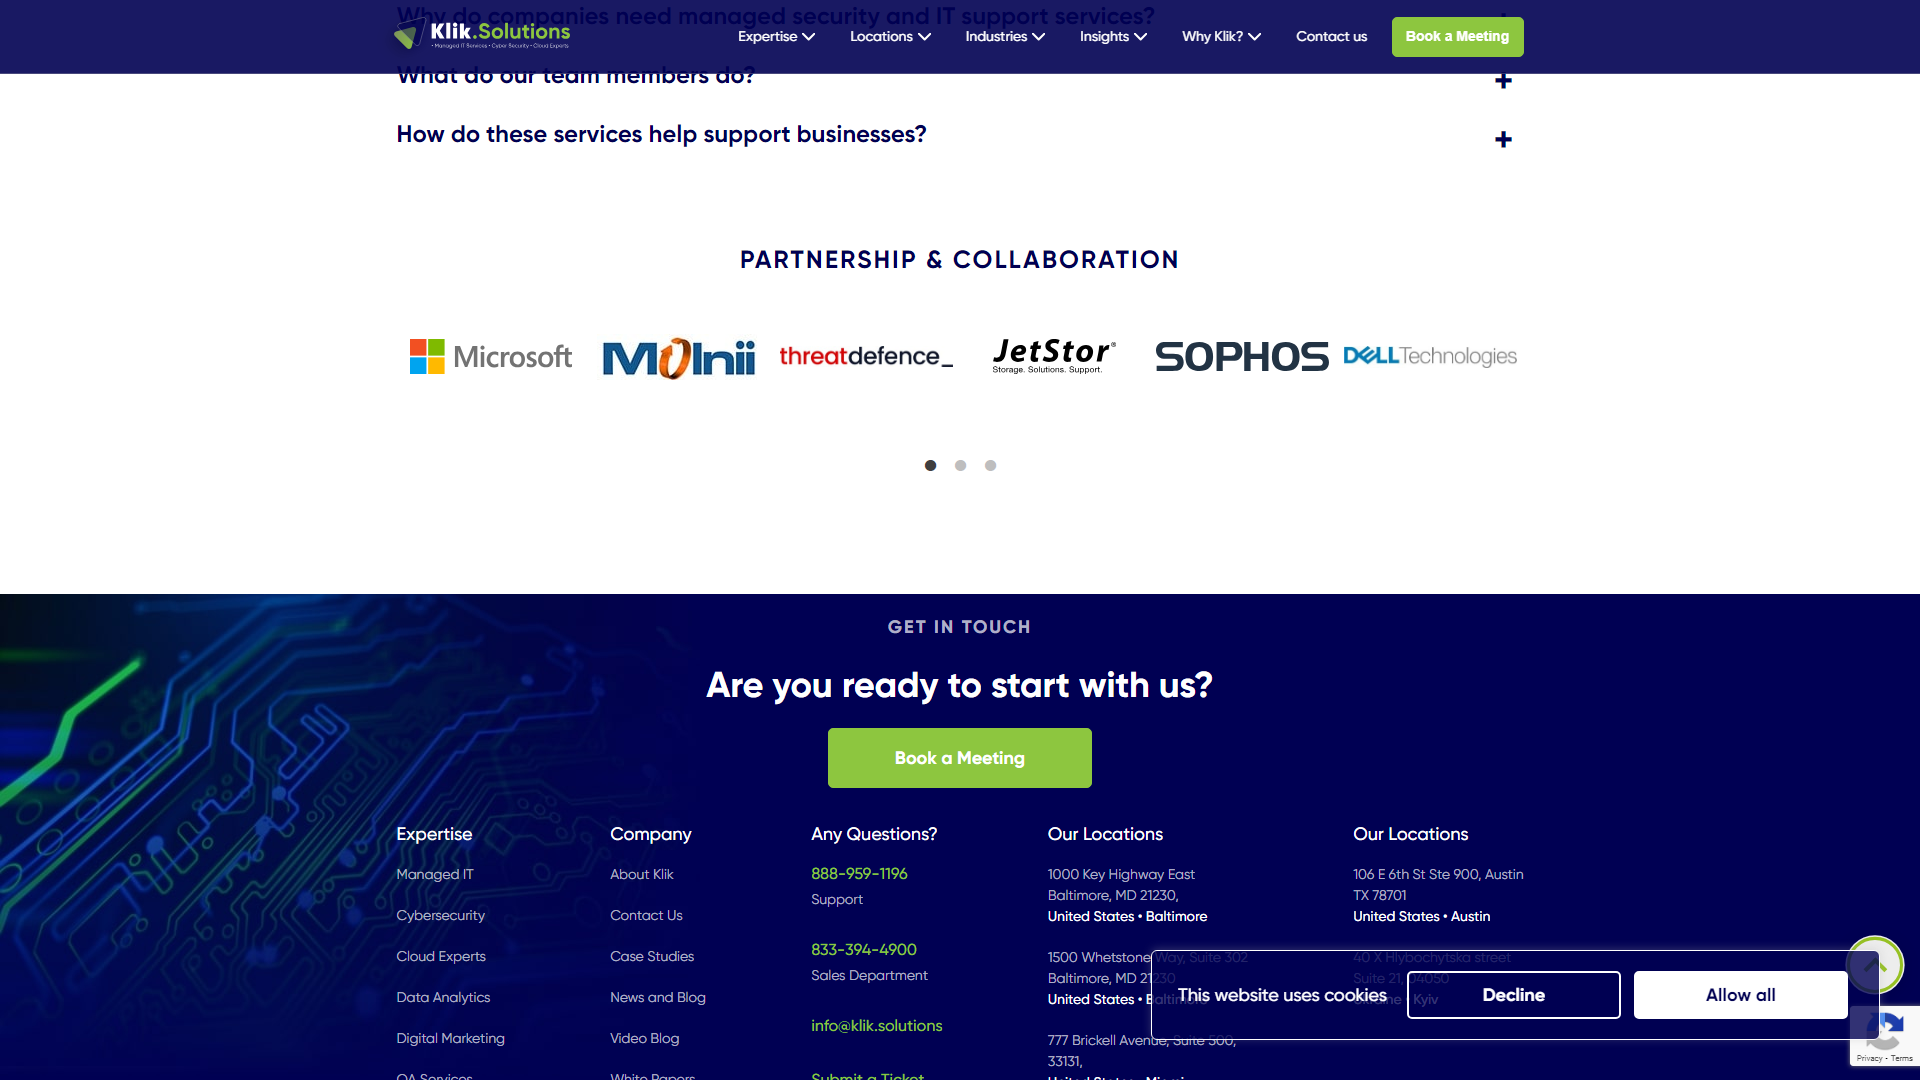 Why do companies need managed security and IT support services?
Klik.Solutions
• Managed IT Services • Cyber Security • Cloud Experts
Expertise
Locations
Industries
Insights
Why Klik?
Contact us
Book a Meeting
What do our team members do?
+
How do these services help support businesses?
+
PARTNERSHIP & COLLABORATION
Microsoft
threatdefence_
JetStor®
Storage. Solutions. Support.
SOPHOS
DELL Technologies
GET IN TOUCH
Are you ready to start with us?
Book a Meeting
Expertise
Managed IT
Cybersecurity
Cloud Experts
Data Analytics
Digital Marketing
QA Services
Company
About Klik
Contact Us
Case Studies
News and Blog
Video Blog
White Papers
Any Questions?
888-959-1196
Support
833-394-4900
Sales Department
info@klik.solutions
Submit a Ticket
Our Locations
1000 Key Highway East
Baltimore, MD 21230,
United States • Baltimore
1500 Whetstone Way, Suite 302
Baltimore, MD 21230
United States • Baltimore
777 Brickell Avenue, Suite 500,
33131,
United States • Miami
Our Locations
106 E 6th St Ste 900, Austin
TX 78701
United States • Austin
40 X Hlybochytska street
Suite 21, 04050
Ukraine • Kyiv
This website uses cookies
Decline
Allow all
Privacy - Terms